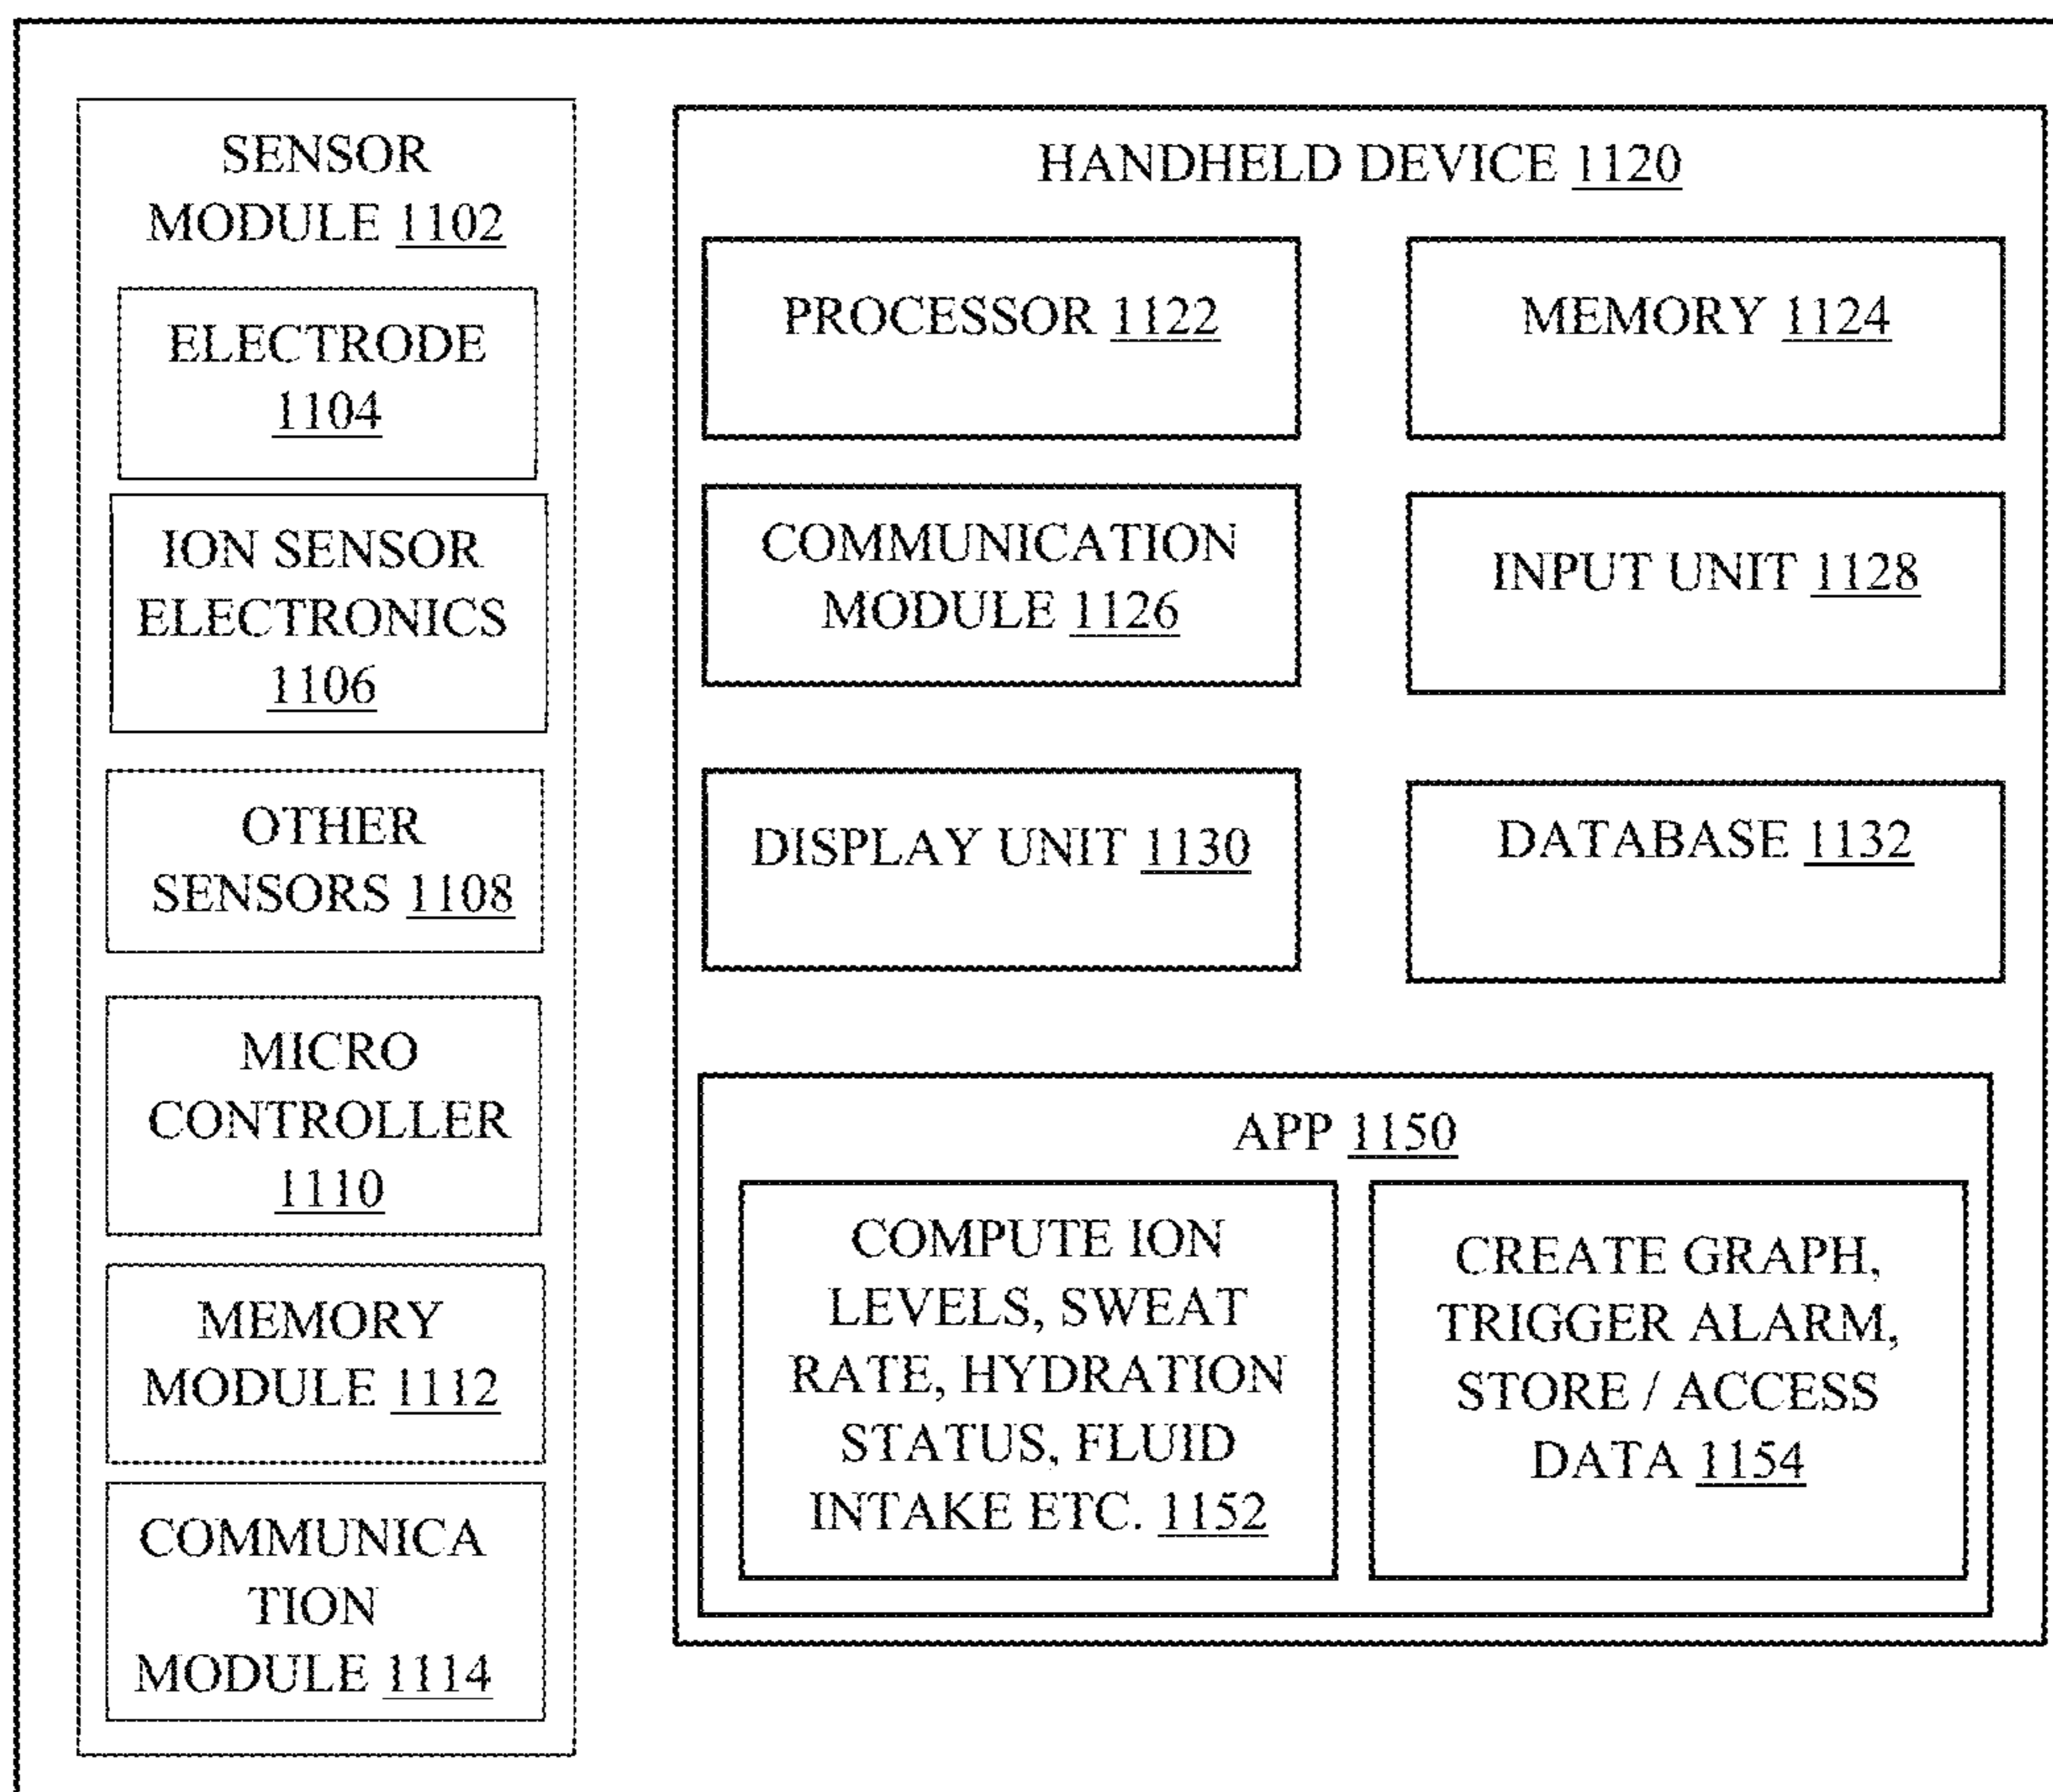 SENSOR
MODULE 1102
ELECTRODE
1104
ION SENSOR
ELECTRONICS
1106
OTHER
SENSORS 1108
MICRO
CONTROLLER
1110
MEMORY
MODULE 1112
COMMUNICA
TION
MODULE 1114
HANDHELD DEVICE 1120
PROCESSOR 1122
MEMORY 1124
COMMUNICATION
MODULE 1126
INPUT UNIT 1128
DISPLAY UNIT 1130
DATABASE 1132
APP 1150
COMPUTE ION
LEVELS, SWEAT
RATE, HYDRATION
STATUS, FLUID
INTAKE ETC. 1152
CREATE GRAPH,
TRIGGER ALARM,
STORE / ACCESS
DATA 1154